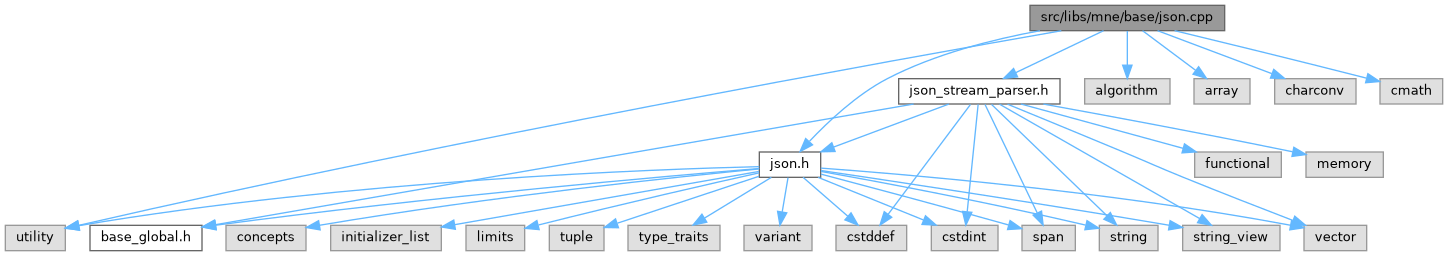 src/libs/mne/base/json.cpp
json_stream_parser.h
algorithm
array
charconv
cmath
json.h
functional
memory
utility
base_global.h
concepts
initializer_list
limits
tuple
type_traits
variant
cstddef
cstdint
span
string
string_view
vector